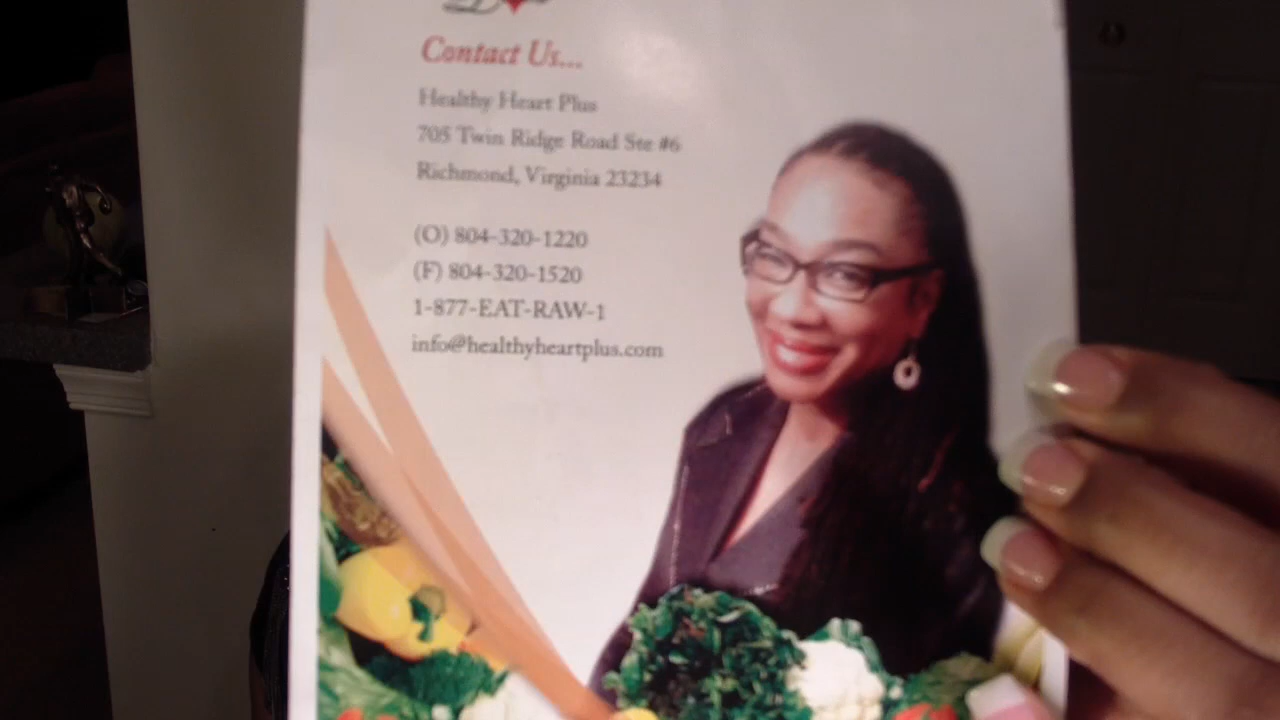 Contact Us...
Healthy Heart Plus
705 Twin Ridge Road Ste #6
Richmond, Virginia 23234
(O) 804-320-1220
(F) 804-320-1520
1-877-EAT-RAW-1
info@healthyheartplus.com